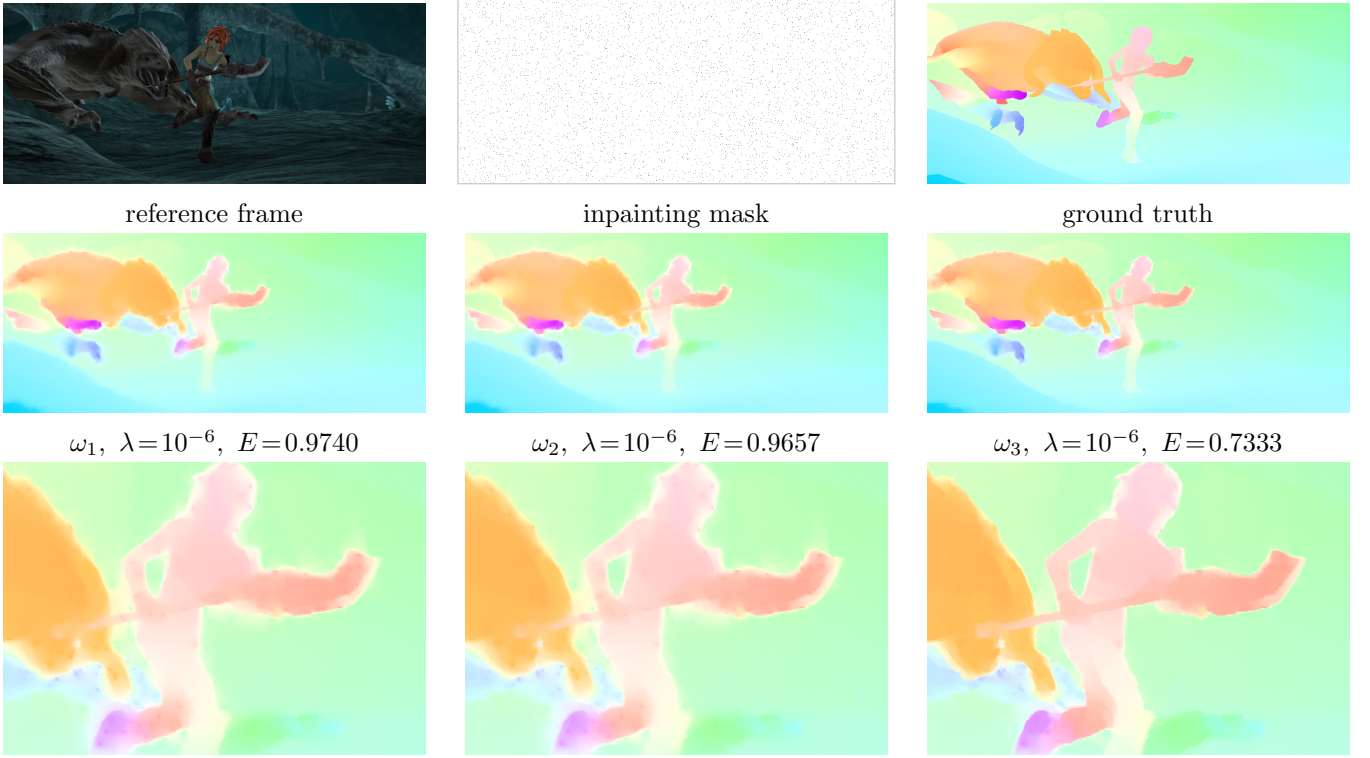 reference frame
inpainting mask
ground truth
ω₁, λ=10⁻⁶, E=0.9740
ω₂, λ=10⁻⁶, E=0.9657
ω₃, λ=10⁻⁶, E=0.7333